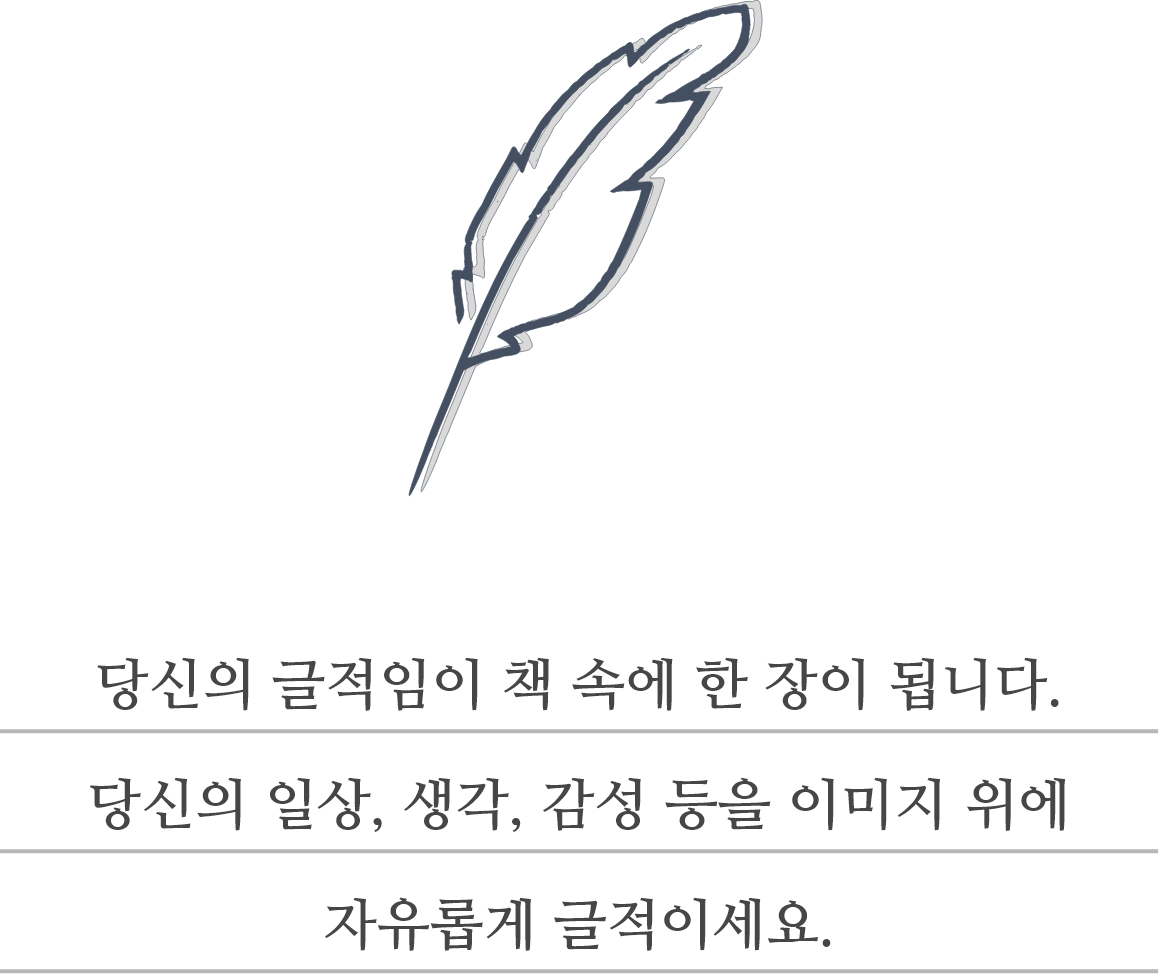 당신의 글적임이 책 속에 한 장이 됩니다.
당신의 일상, 생각, 감성 등을 이미지 위에
자유롭게 글적이세요.